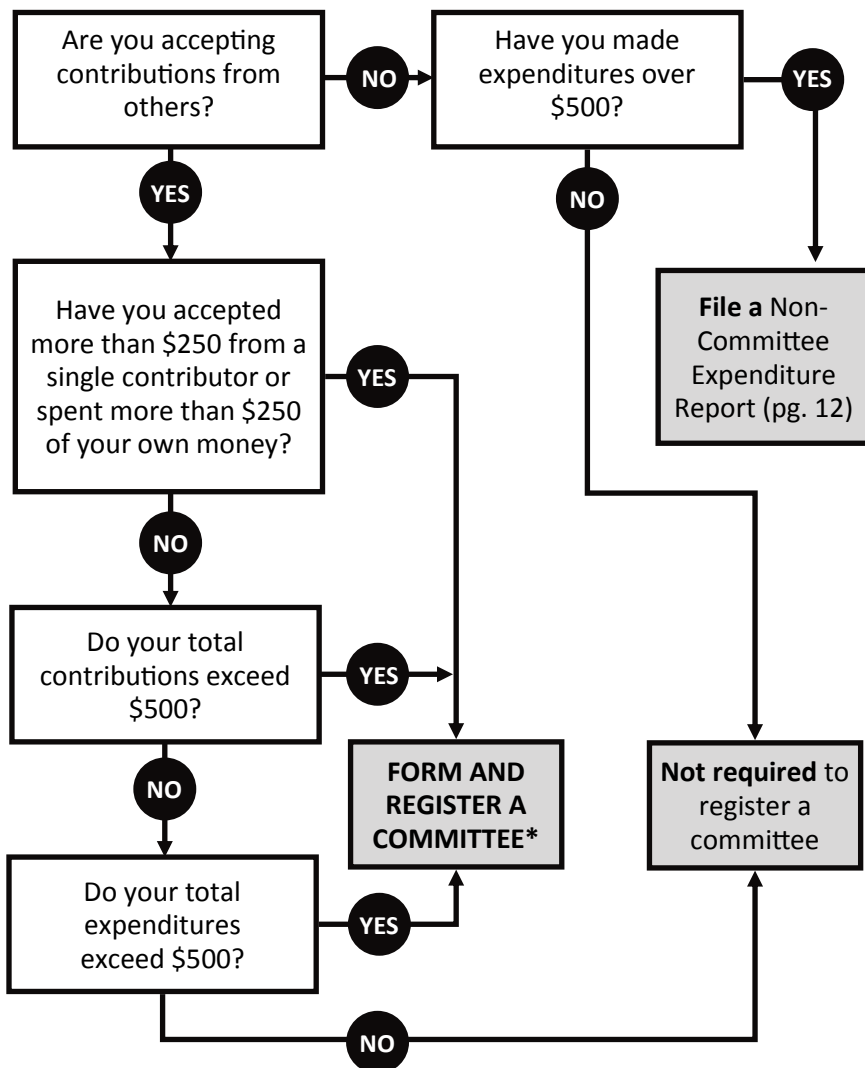 Are you accepting
contributions from
others?
NO
Have you made
expenditures over
$500?
YES
YES
NO
File a Non-
Committee
Expenditure
Report (pg. 12)
Have you accepted
more than $250 from a
single contributor or
spent more than $250
of your own money?
YES
NO
Do your total
contributions exceed
$500?
YES
NO
FORM AND
REGISTER A
COMMITTEE*
Not required to
register a
committee
Do your total
expenditures
exceed $500?
YES
NO